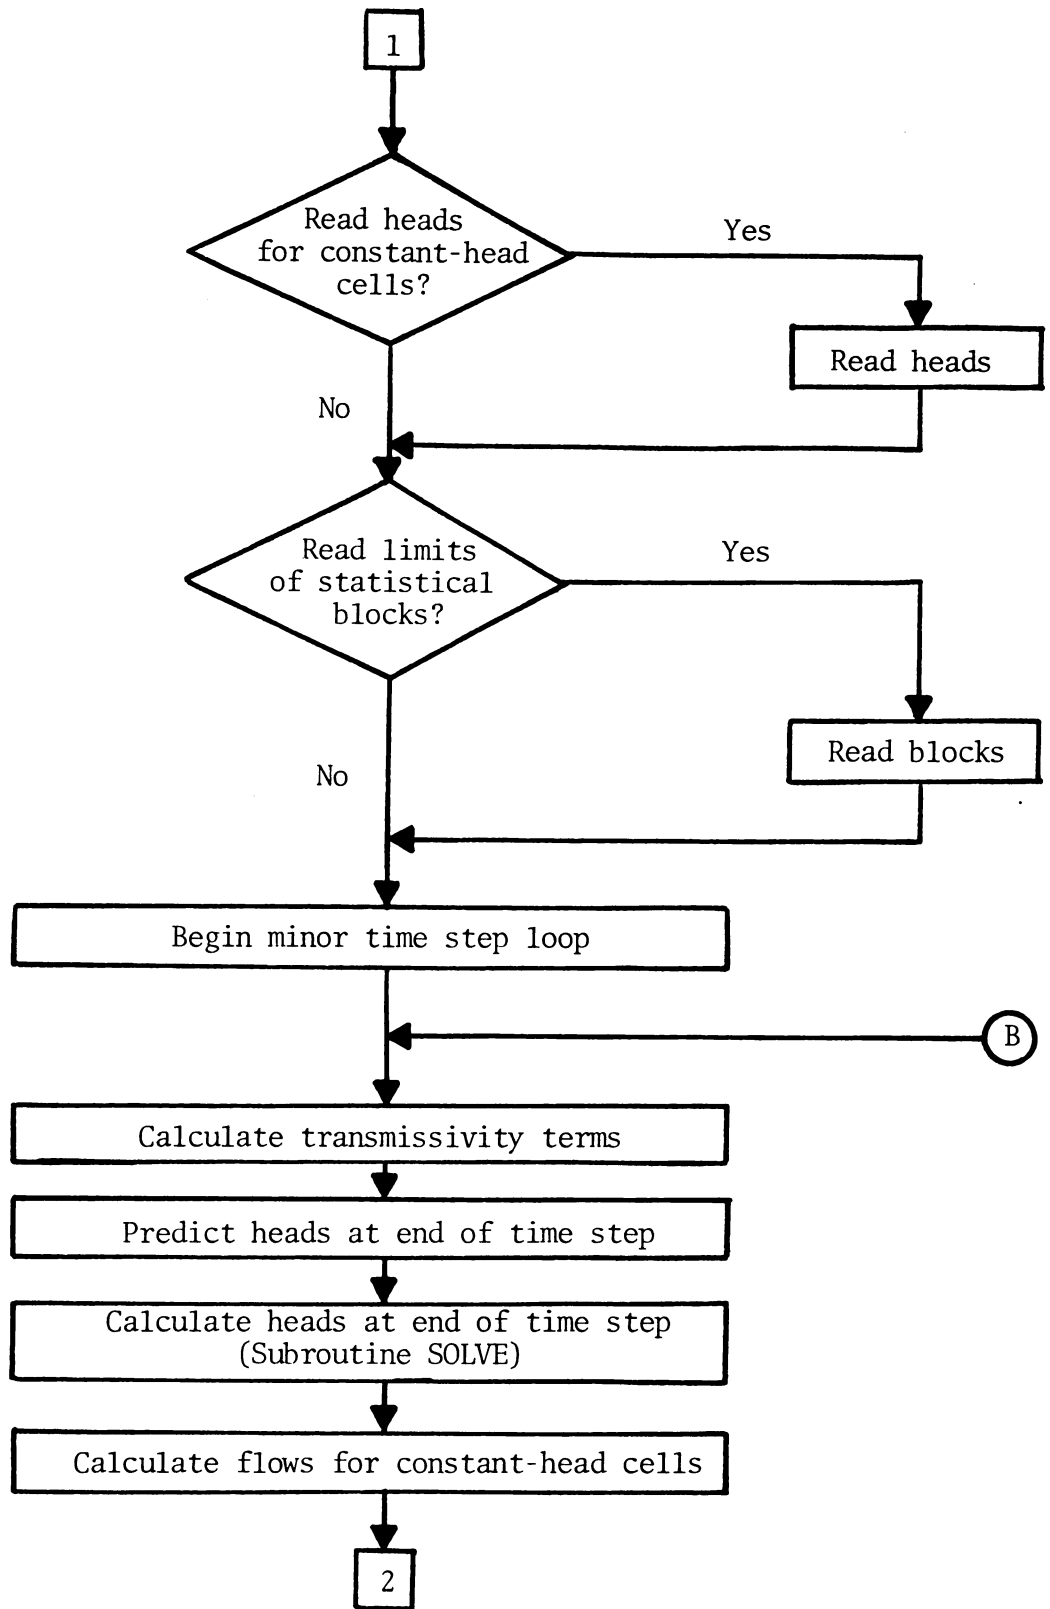 1
Read heads
for constant-head
cells?
Yes
Read heads
No
Read limits
of statistical
blocks?
Yes
Read blocks
No
Begin minor time step loop
B
Calculate transmissivity terms
Predict heads at end of time step
Calculate heads at end of time step
(Subroutine SOLVE)
Calculate flows for constant-head cells
2